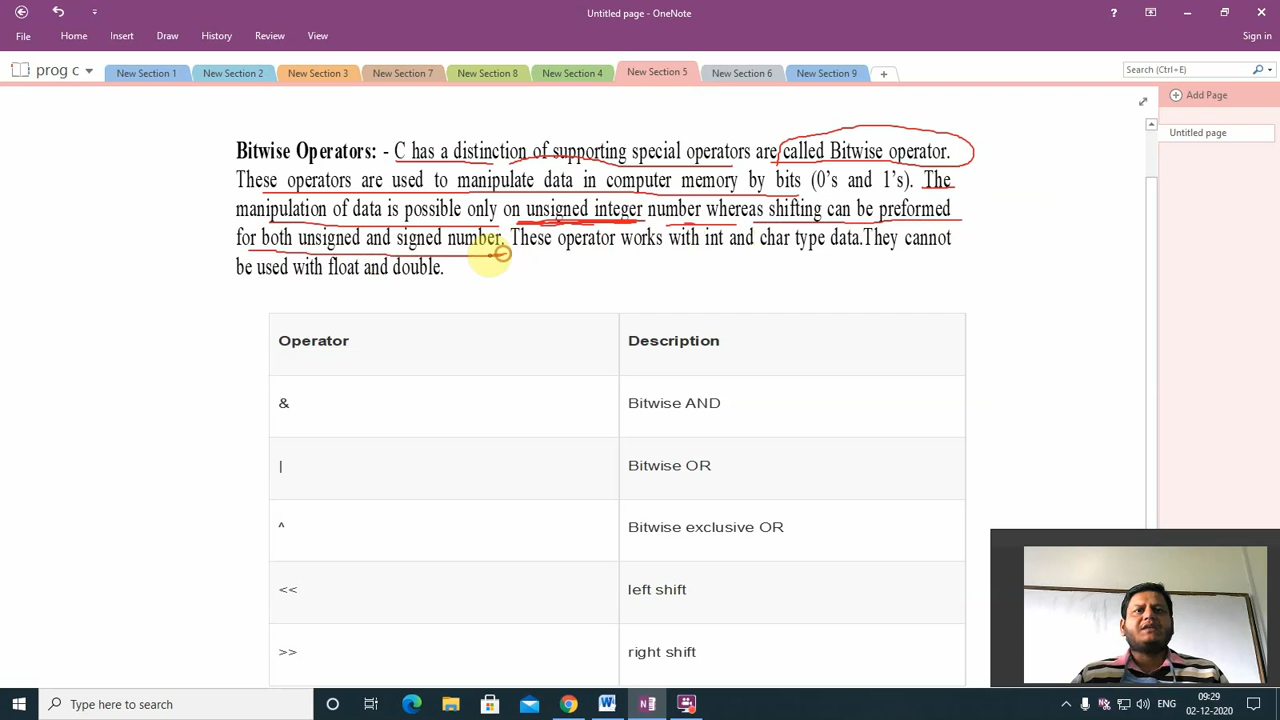 Untitled page - OneNote
?
File Home Insert Draw History Review View
Sign in
prog c
New Section 1 New Section 2 New Section 3 New Section 7 New Section 8 New Section 4 New Section 5 New Section 6 New Section 9 +
Search (Ctrl+E)
Add Page
Untitled page
Bitwise Operators: - C has a distinction of supporting special operators are called Bitwise operator.
These operators are used to manipulate data in computer memory by bits (0’s and 1’s). The
manipulation of data is possible only on unsigned integer number whereas shifting can be preformed
for both unsigned and signed number. These operator works with int and char type data.They cannot
be used with float and double.
Operator Description
& Bitwise AND
| Bitwise OR
^ Bitwise exclusive OR
<< left shift
>> right shift
Type here to search
ENG
09:29
02-12-2020